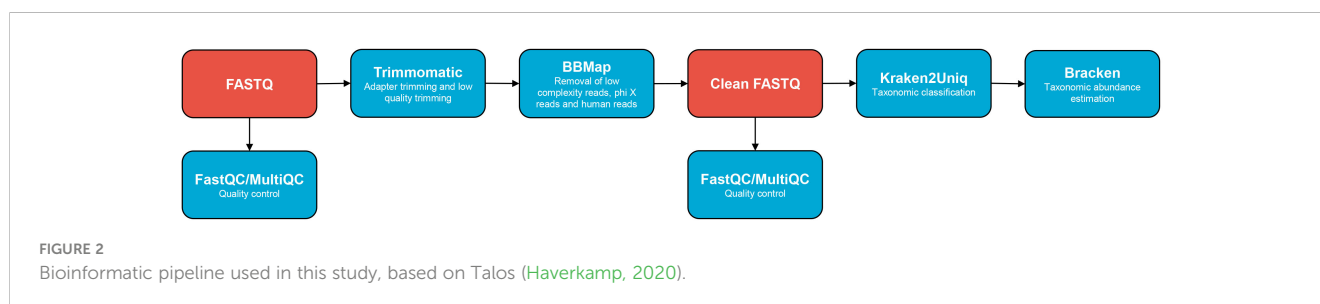 FASTQ
Trimmomatic
Adapter trimming and low
quality trimming
BBMap
Removal of low
complexity reads, phi X
reads and human reads
Clean FASTQ
Kraken2Uniq
Taxonomic classification
Bracken
Taxonomic abundance
estimation
FastQC/MultiQC
Quality control
FastQC/MultiQC
Quality control
FIGURE 2
Bioinformatic pipeline used in this study, based on Talos (Haverkamp, 2020).